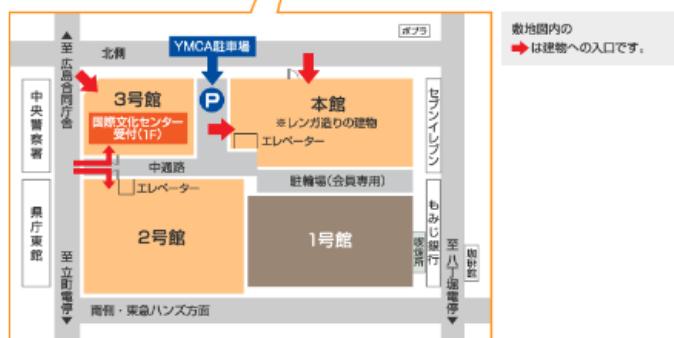 敷地図内の
➡は建物への入口です。
ポプラ
▲至広島合同庁舎
北側
YMCA駐車場
中央警察署
3号館
国際文化センター
受付(1F)
P
本館
※レンガ造りの建物
エレベーター
セブンイレブン
中通路
エレベーター
駐輪場(会員専用)
県庁東館
2号館
1号館
喫煙所
もみじ銀行
珈琲館
至立町電停▼
至八丁堀電停▼
南側・東急ハンズ方面